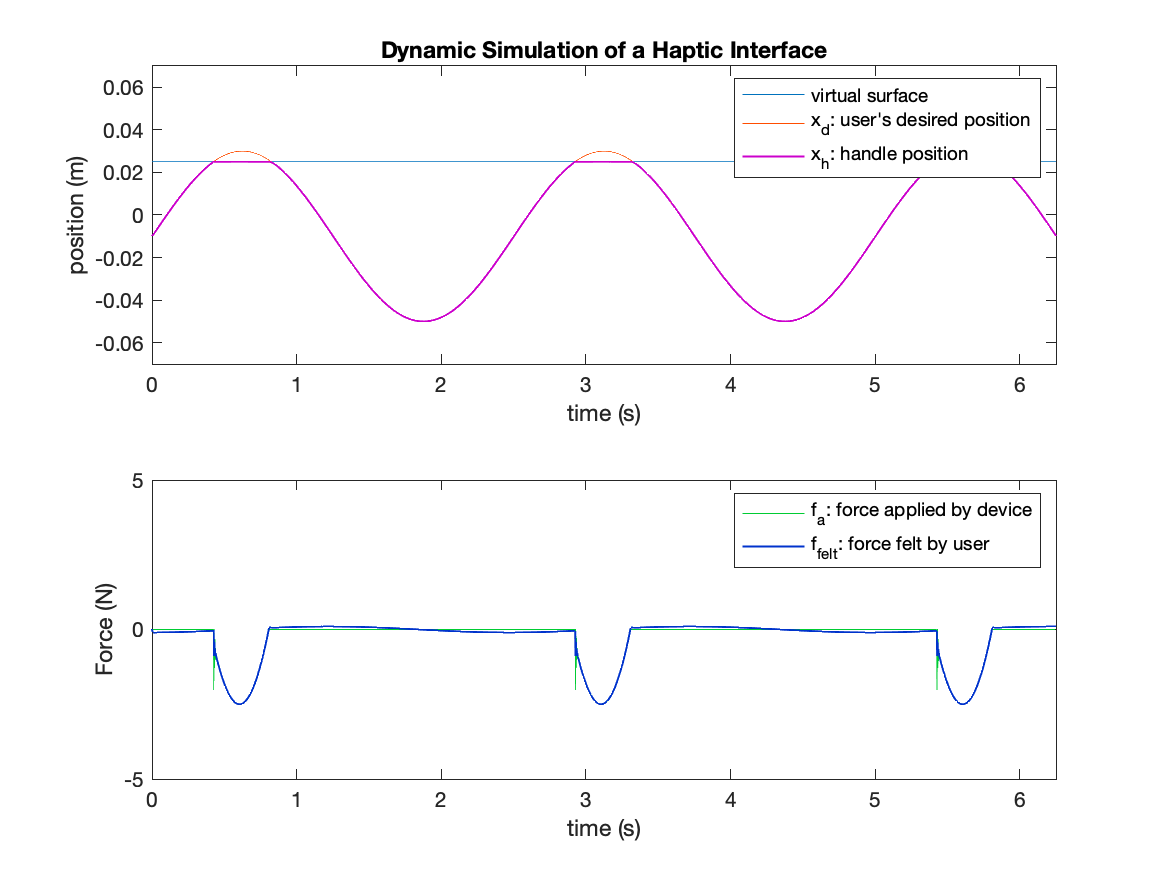 Dynamic Simulation of a Haptic Interface
0.06
0.04
0.02
0
-0.02
-0.04
-0.06
position (m)
virtual surface
x_d: user's desired position
x_h: handle position
0 1 2 3 4 5 6
time (s)
5
0
-5
Force (N)
f_a: force applied by device
f_felt: force felt by user
0 1 2 3 4 5 6
time (s)